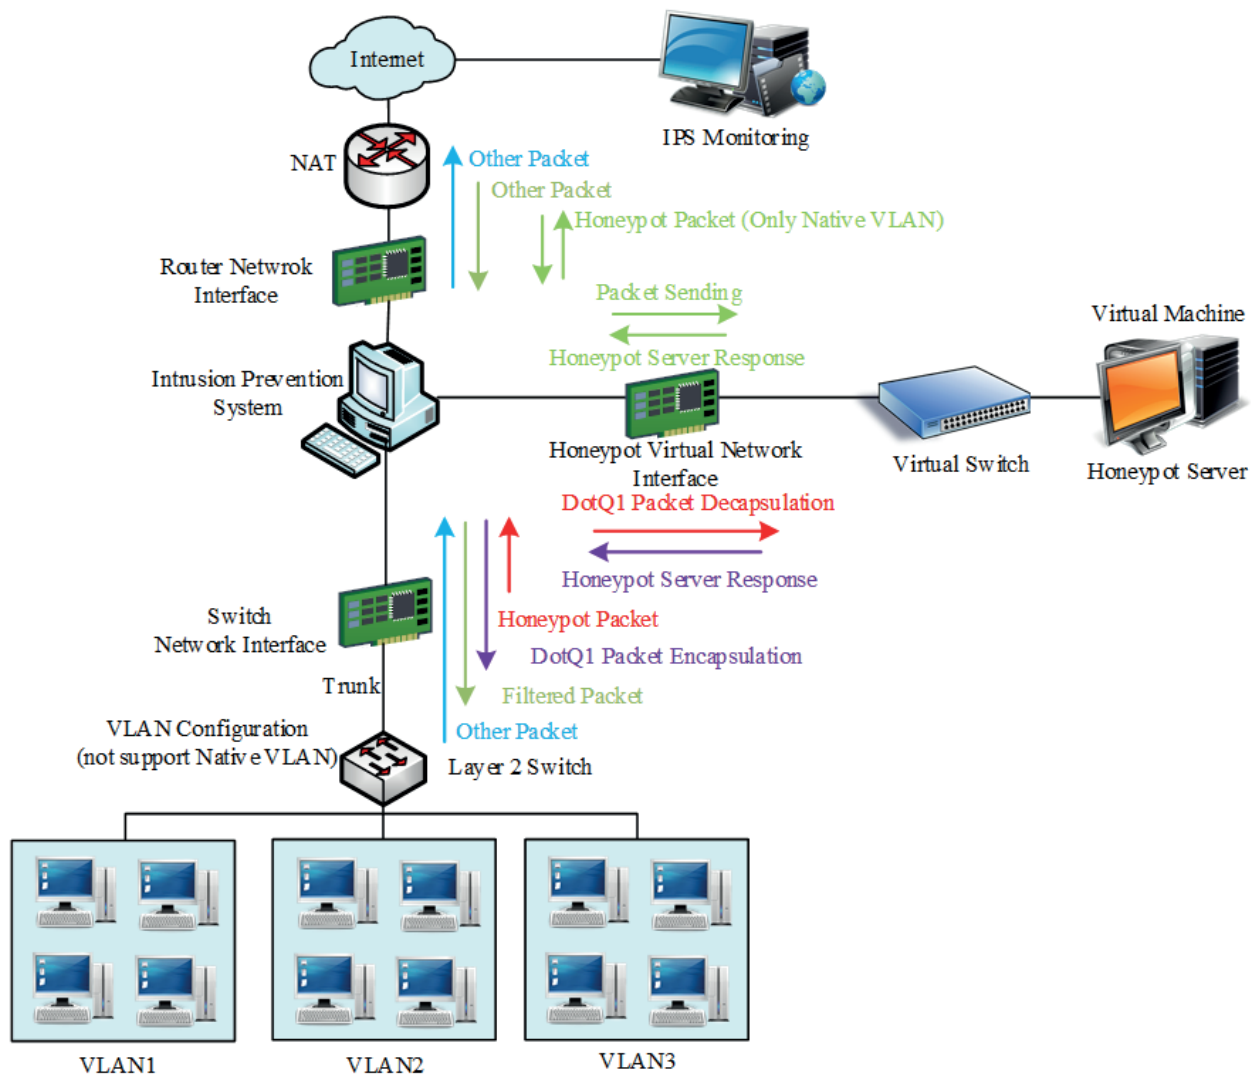 Internet
IPS Monitoring
NAT
Other Packet
Other Packet
Honeypot Packet (Only Native VLAN)
Router Netwrok
Interface
Packet Sending
Honeypot Server Response
Virtual Machine
Intrusion Prevention
System
Honeypot Virtual Network
Interface
Virtual Switch
Honeypot Server
DotQ1 Packet Decapsulation
Honeypot Server Response
Switch
Network Interface
Honeypot Packet
DotQ1 Packet Encapsulation
Trunk
Filtered Packet
VLAN Configuration
(not support Native VLAN)
Other Packet
Layer 2 Switch
VLAN1
VLAN2
VLAN3